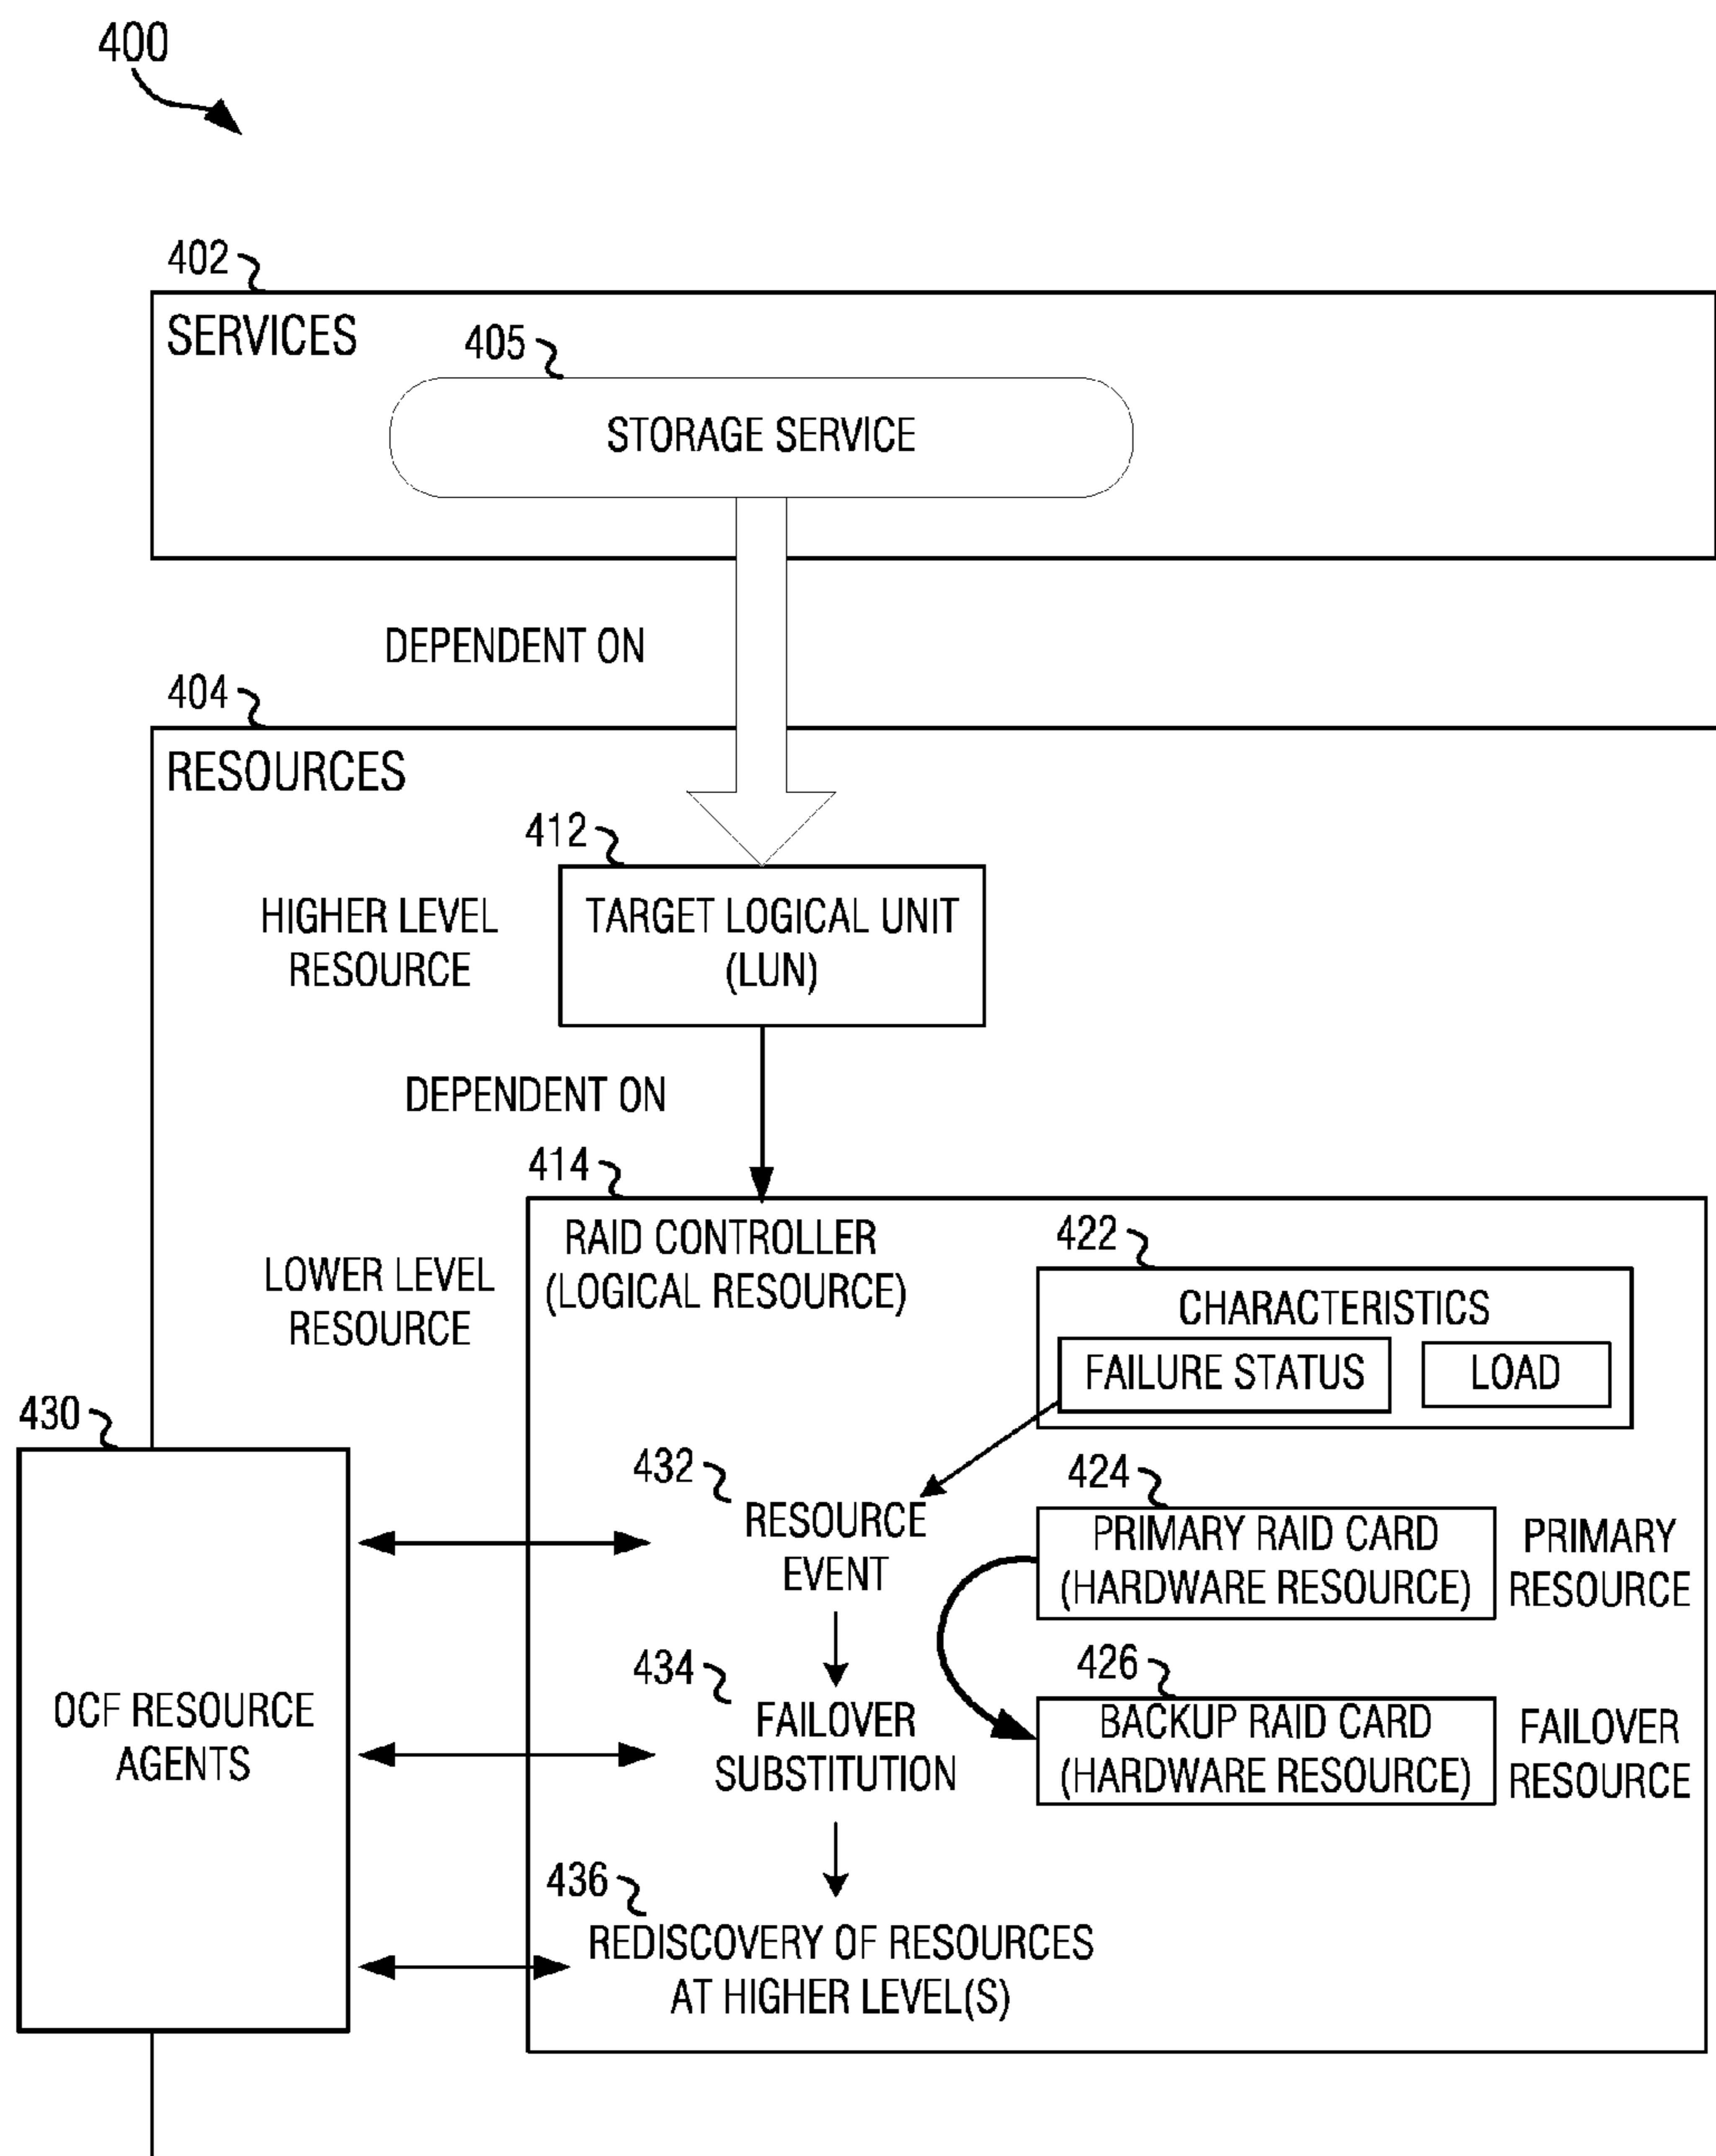 400
402
SERVICES
405
STORAGE SERVICE
DEPENDENT ON
404
RESOURCES
412
HIGHER LEVEL
RESOURCE
TARGET LOGICAL UNIT
(LUN)
DEPENDENT ON
414
LOWER LEVEL
RESOURCE
RAID CONTROLLER
(LOGICAL RESOURCE)
422
CHARACTERISTICS
FAILURE STATUS
LOAD
430
OCF RESOURCE
AGENTS
432
RESOURCE
EVENT
424
PRIMARY RAID CARD
(HARDWARE RESOURCE)
PRIMARY
RESOURCE
434
FAILOVER
SUBSTITUTION
426
BACKUP RAID CARD
(HARDWARE RESOURCE)
FAILOVER
RESOURCE
436
REDISCOVERY OF RESOURCES
AT HIGHER LEVEL(S)